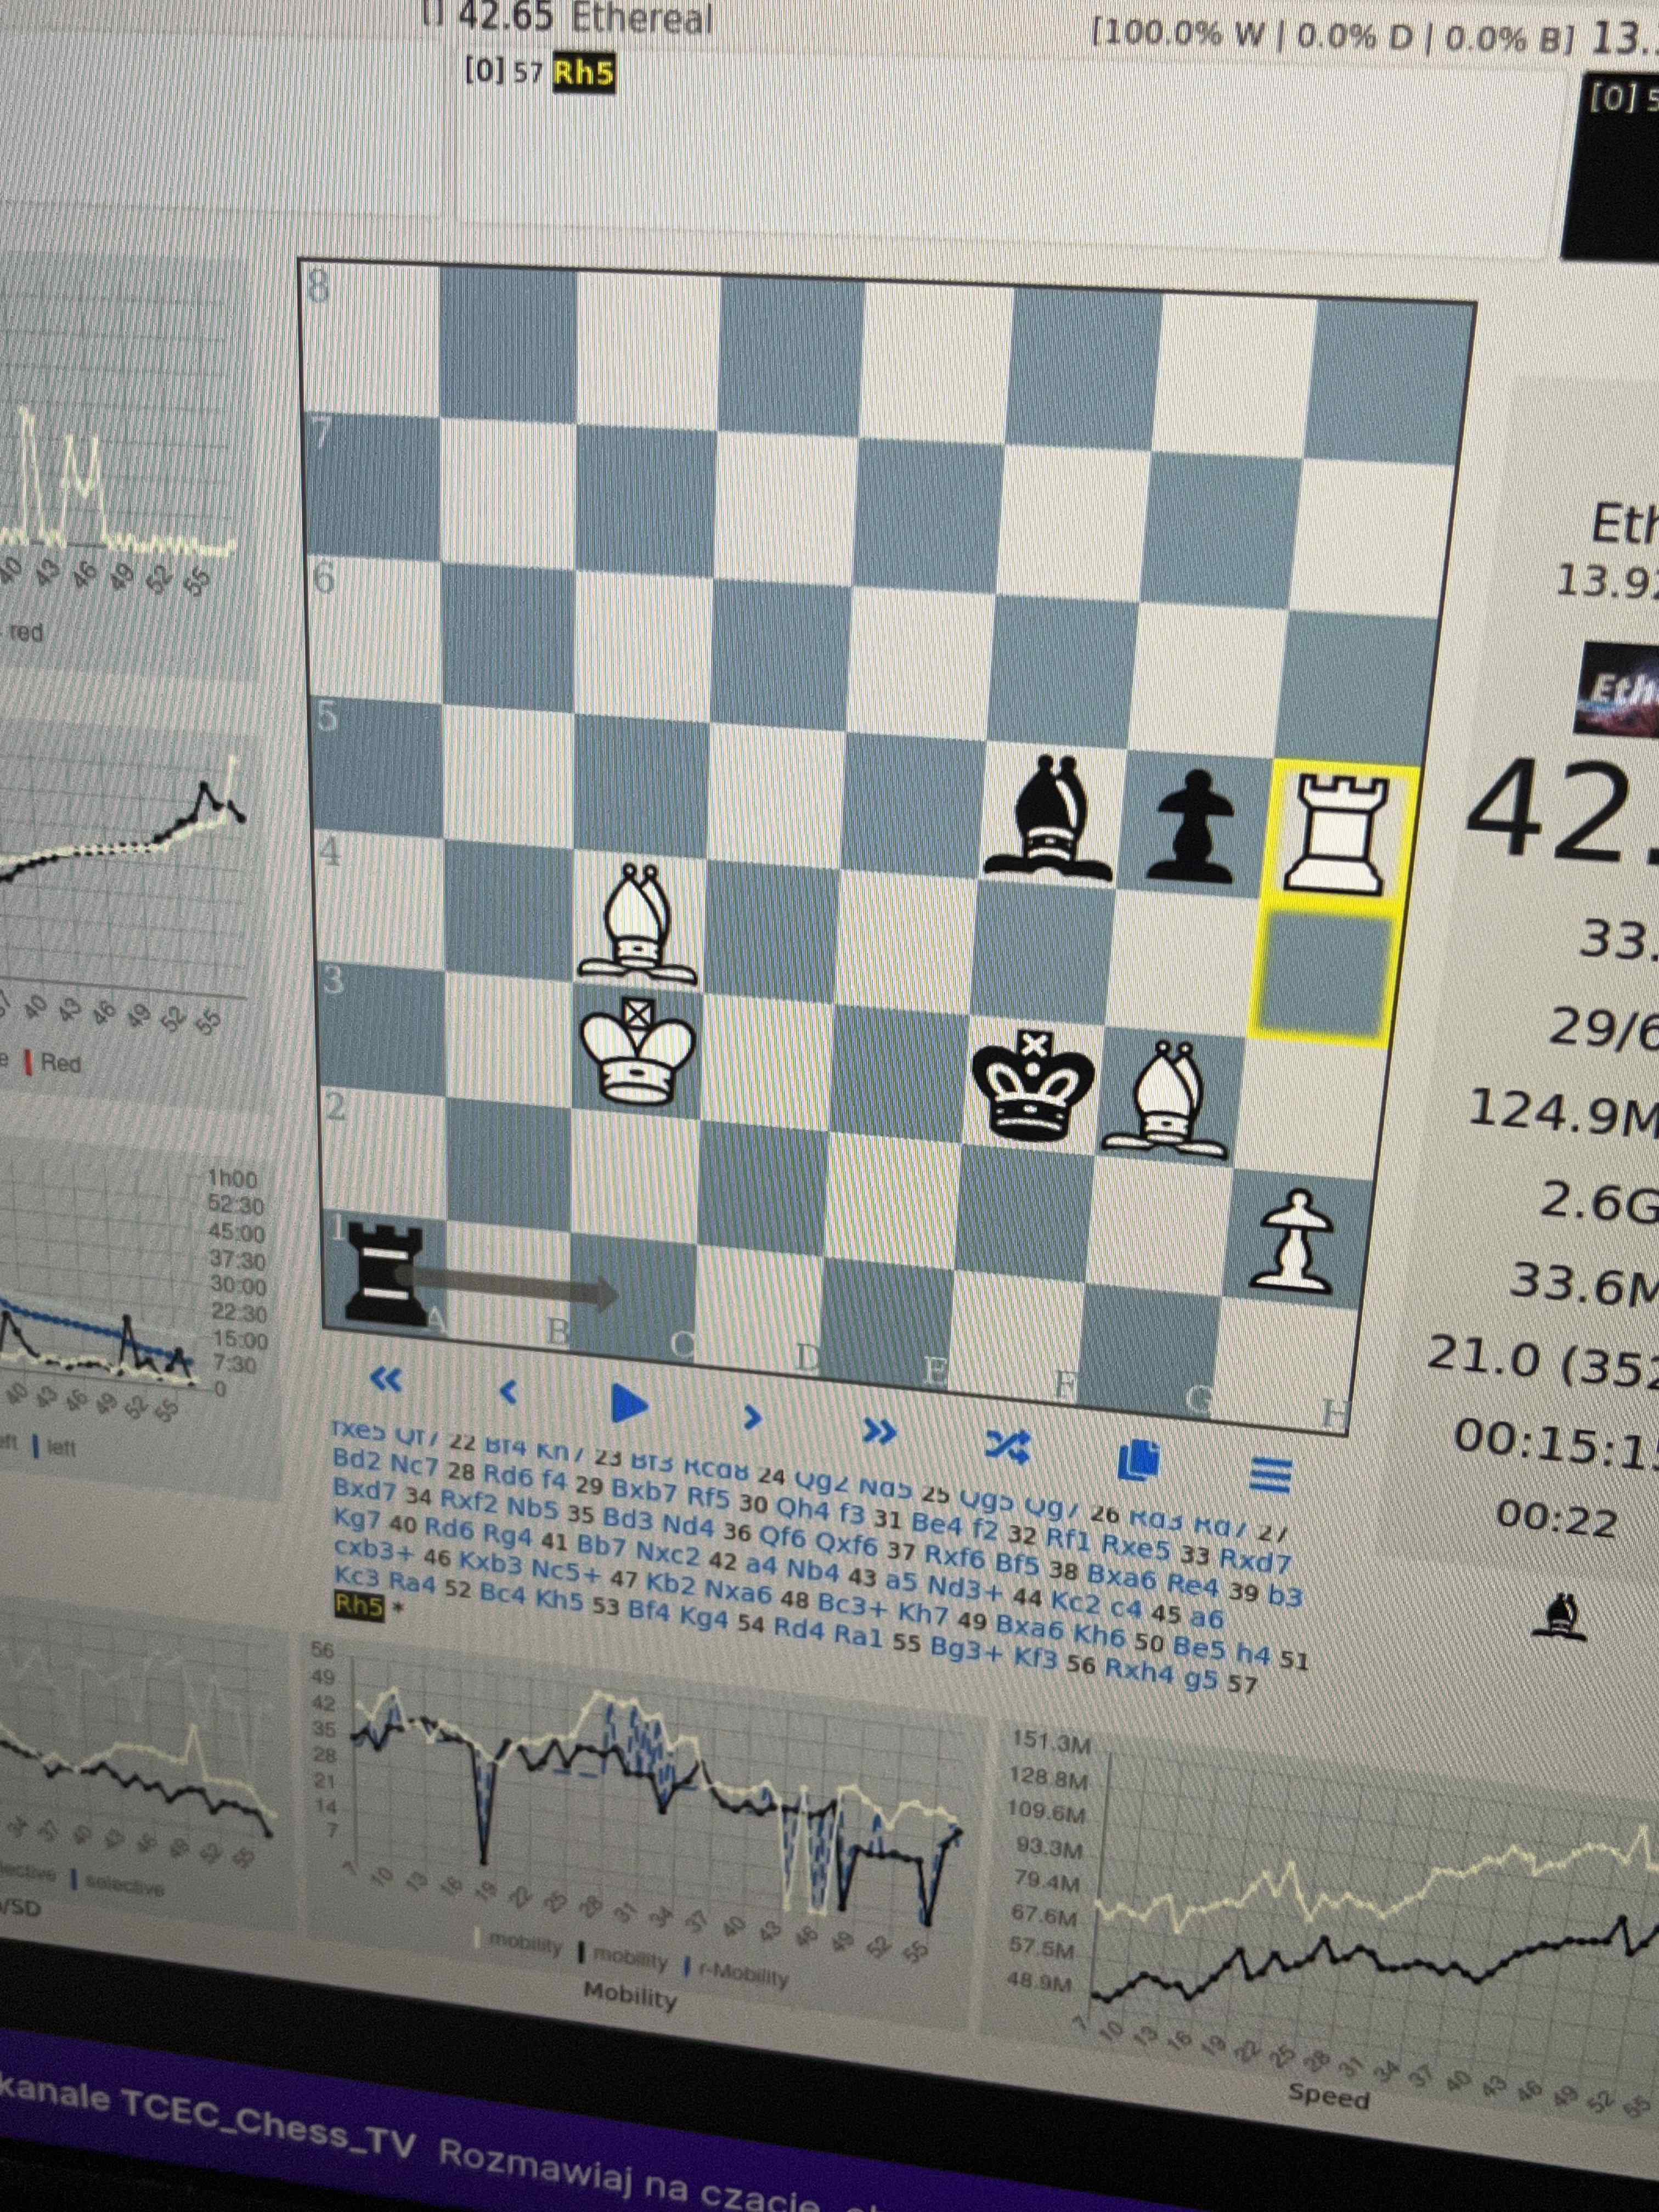 42.65 Ethereal
[100.0% W | 0.0% D | 0.0% B] 13.
[0] 57 Rh5
[0] 5
8
7
6
5
4
3
2
1
A B C D E F G H
40 43 46 49 52 55
red
40 43 46 49 52 55
Red
1h00
52:30
45:00
37:30
30:00
22:30
15:00
7:30
0
40 43 46 49 52 55
left
13.92
42.
33.
29/6
124.9M
2.6G
33.6M
21.0 (352
00:15:1
00:22
22 Bf4 Kh7 23 Bf3 Rca8 24 Qg2 Na5 25 Qg5 Qg7 26 Ra3 Ra7 27
Bd2 Nc7 28 Rd6 f4 29 Bxb7 Rf5 30 Qh4 f3 31 Be4 f2 32 Rf1 Rxe5 33 Rxd7
Bxd7 34 Rxf2 Nb5 35 Bd3 Nd4 36 Qf6 Qxf6 37 Rxf6 Bf5 38 Bxa6 Re4 39 b3
Kg7 40 Rd6 Rg4 41 Bb7 Nxc2 42 a4 Nb4 43 a5 Nd3+ 44 Kc2 c4 45 a6
cxb3+ 46 Kxb3 Nc5+ 47 Kb2 Nxa6 48 Bc3+ Kh7 49 Bxa6 Kh6 50 Be5 h4 51
Kc3 Ra4 52 Bc4 Kh5 53 Bf4 Kg4 54 Rd4 Ra1 55 Bg3+ Kf3 56 Rxh4 g5 57
Rh5 *
34 37 40 43 46 49 52 55
selective
/SD
56
49
42
35
28
21
14
7
7 10 13 16 19 22 25 28 31 34 37 40 43 46 49 52 55
mobility mobility r-Mobility
Mobility
151.3M
128.8M
109.6M
93.3M
79.4M
67.6M
57.5M
48.9M
7 10 13 16 19 22 25 28 31 34 37 40 43 46 49 52 55
Speed
kanale TCEC_Chess_TV Rozmawiaj na czacie